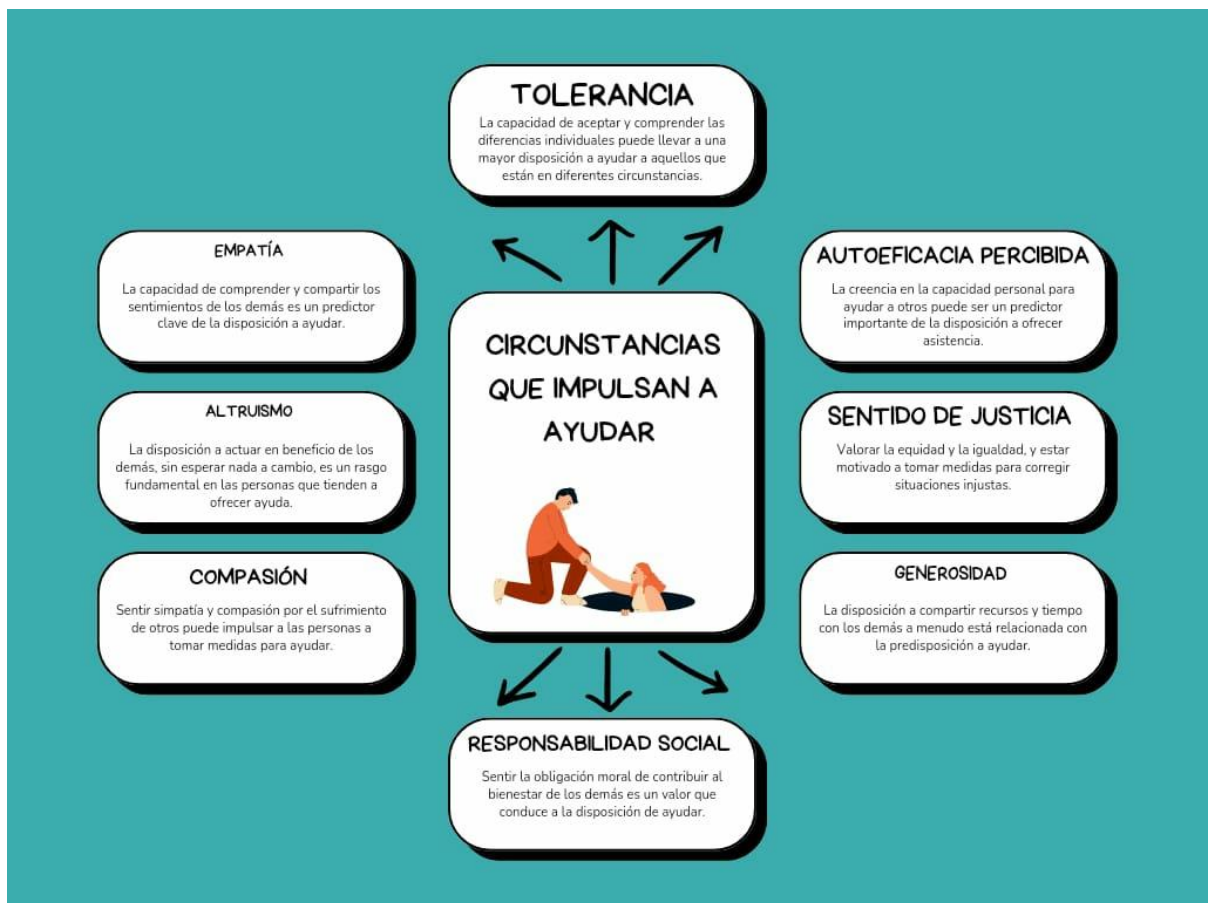 TOLERANCIA
La capacidad de aceptar y comprender las
diferencias individuales puede llevar a una
mayor disposición a ayudar a aquellos que
están en diferentes circunstancias.
EMPATÍA
La capacidad de comprender y compartir los
sentimientos de los demás es un predictor
clave de la disposición a ayudar.
ALTRUISMO
La disposición a actuar en beneficio de los
demás, sin esperar nada a cambio, es un rasgo
fundamental en las personas que tienden a
ofrecer ayuda.
COMPASIÓN
Sentir simpatía y compasión por el sufrimiento
de otros puede impulsar a las personas a
tomar medidas para ayudar.
CIRCUNSTANCIAS
QUE IMPULSAN A
AYUDAR
AUTOEFICACIA PERCIBIDA
La creencia en la capacidad personal para
ayudar a otros puede ser un predictor
importante de la disposición a ofrecer
asistencia.
SENTIDO DE JUSTICIA
Valorar la equidad y la igualdad, y estar
motivado a tomar medidas para corregir
situaciones injustas.
GENEROSIDAD
La disposición a compartir recursos y tiempo
con los demás a menudo está relacionada con
la predisposición a ayudar.
RESPONSABILIDAD SOCIAL
Sentir la obligación moral de contribuir al
bienestar de los demás es un valor que
conduce a la disposición de ayudar.